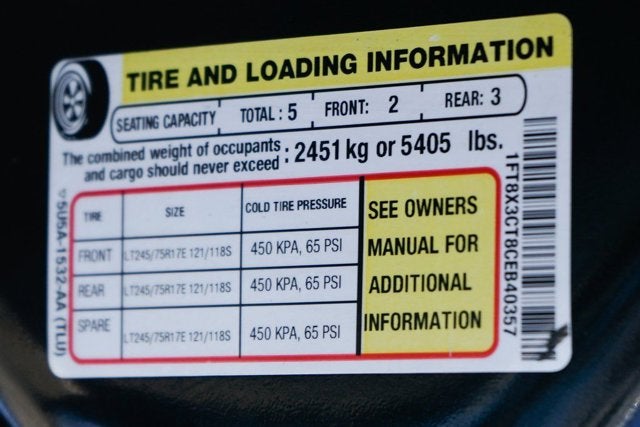 TIRE AND LOADING INFORMATION
SEATING CAPACITY TOTAL: 5 FRONT: 2 REAR: 3
The combined weight of occupants and cargo should never exceed : 2451 kg or 5405 lbs.
TIRE SIZE COLD TIRE PRESSURE
FRONT LT245/75R17E 121/118S 450 KPA, 65 PSI
REAR LT245/75R17E 121/118S 450 KPA, 65 PSI
SPARE LT245/75R17E 121/118S 450 KPA, 65 PSI
SEE OWNERS
MANUAL FOR
ADDITIONAL
INFORMATION
5U5A-1532-AA (TLU)
1FT8X3CT8CEB40357